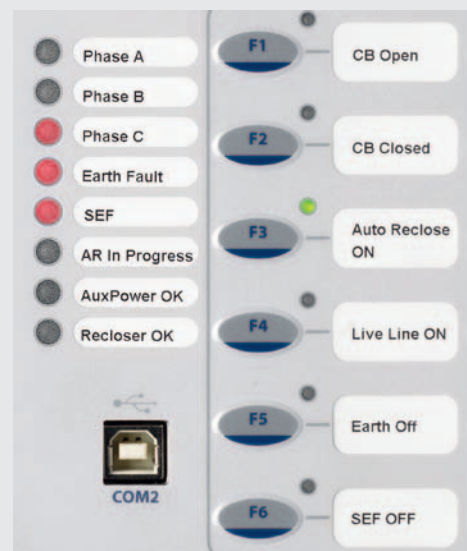 Phase A
Phase B
Phase C
Earth Fault
SEF
AR In Progress
AuxPower OK
Recloser OK
COM2
F1
CB Open
F2
CB Closed
F3
Auto Reclose
ON
F4
Live Line ON
F5
Earth Off
F6
SEF OFF